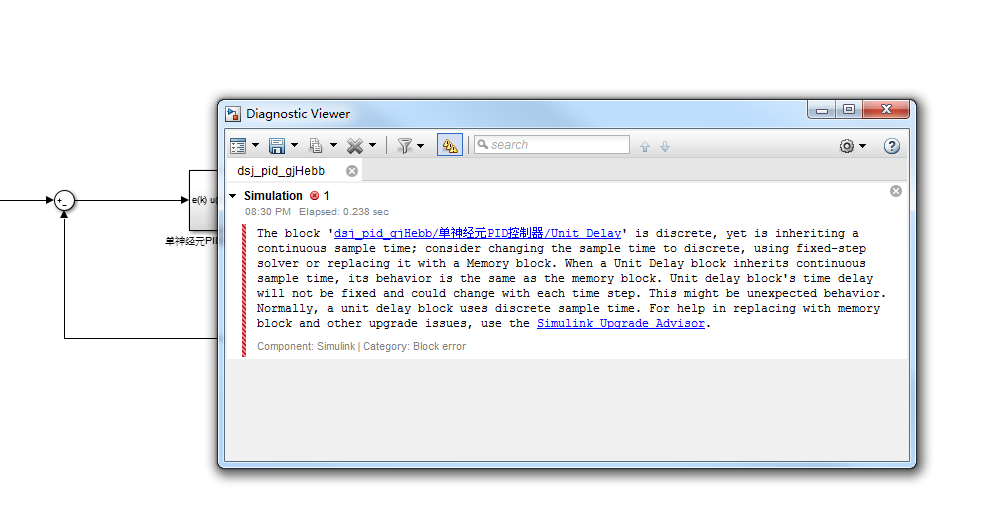 Diagnostic Viewer
search
dsj_pid_gjHebb
Simulation 1
08:30 PM Elapsed: 0.238 sec
e(k) u(
单神经元PI
The block 'dsj_pid_gjHebb/单神经元PID控制器/Unit Delay' is discrete, yet is inheriting a
continuous sample time; consider changing the sample time to discrete, using fixed-step
solver or replacing it with a Memory block. When a Unit Delay block inherits continuous
sample time, its behavior is the same as the memory block. Unit delay block's time delay
will not be fixed and could change with each time step. This might be unexpected behavior.
Normally, a unit delay block uses discrete sample time. For help in replacing with memory
block and other upgrade issues, use the Simulink Upgrade Advisor.
Component: Simulink | Category: Block error